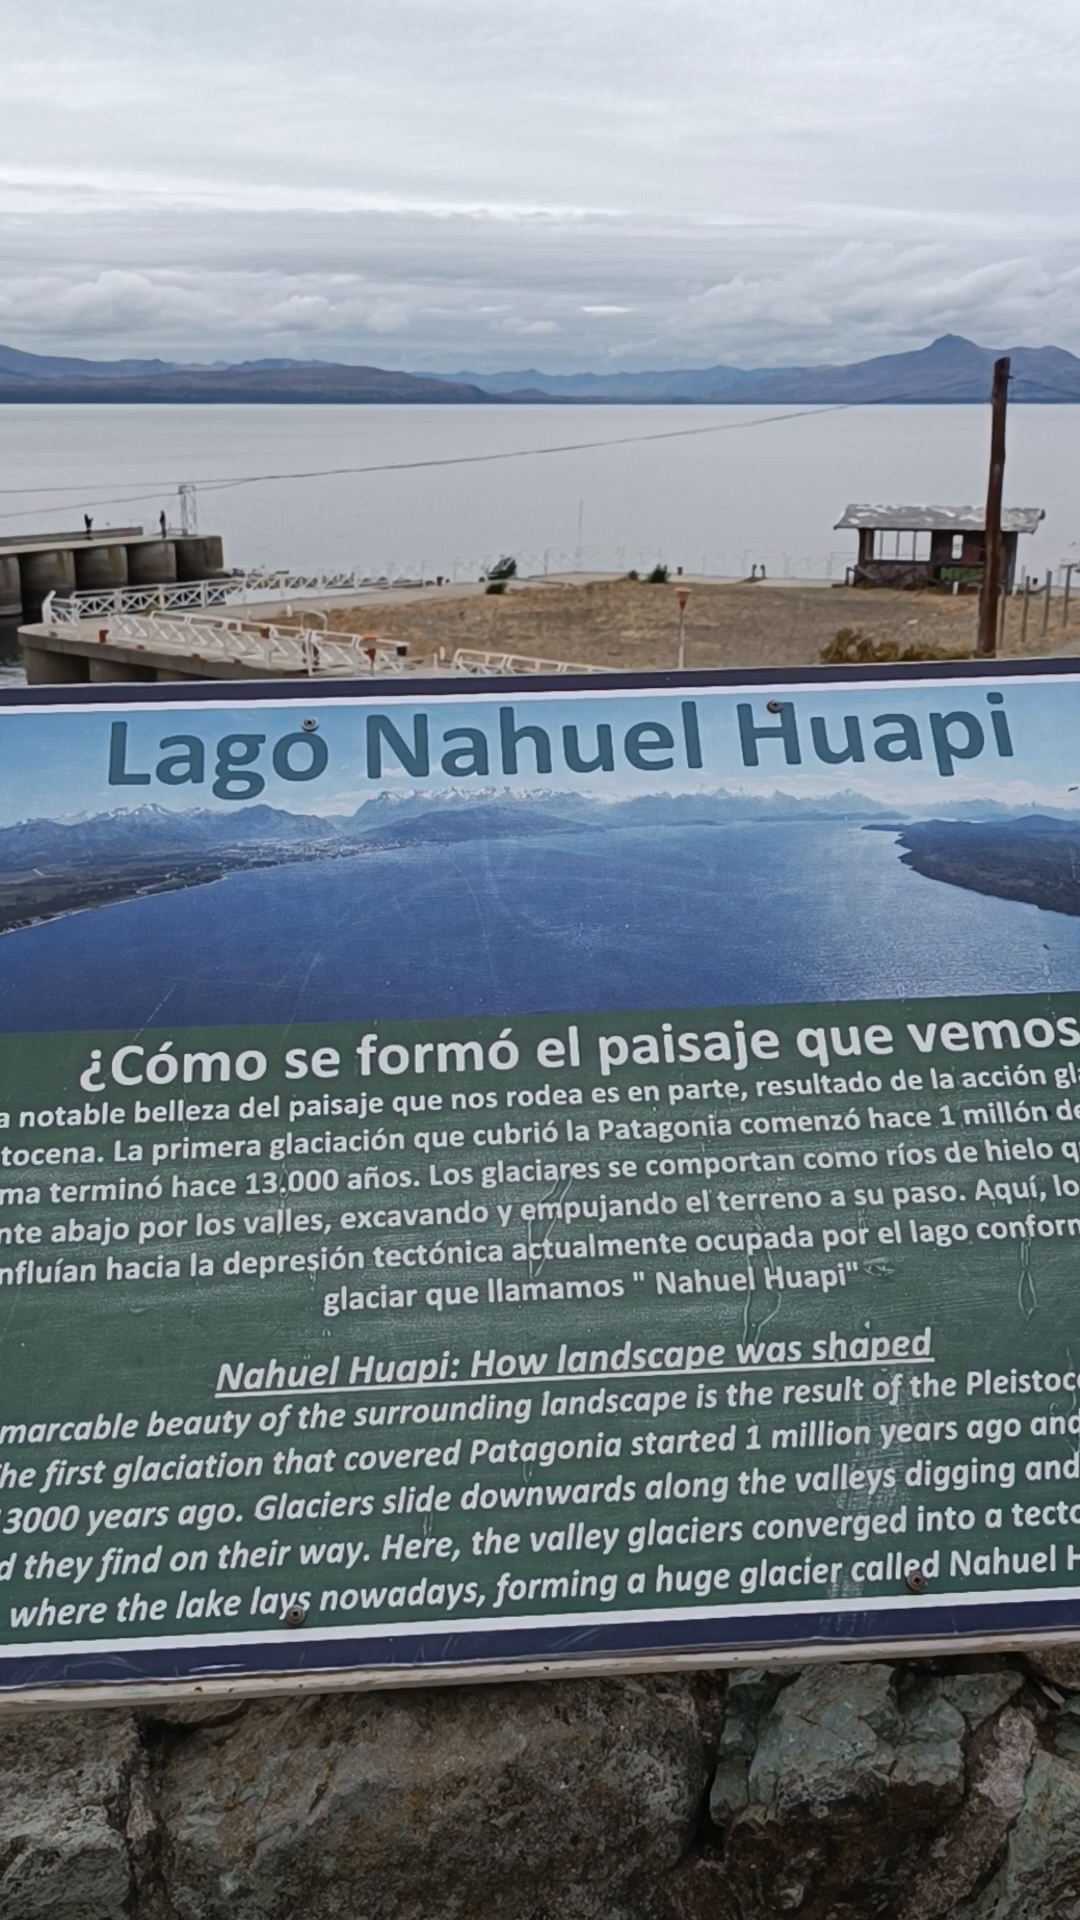 Lago Nahuel Huapi
¿Cómo se formó el paisaje que vemos
a notable belleza del paisaje que nos rodea es en parte, resultado de la acción gla
tocena. La primera glaciación que cubrió la Patagonia comenzó hace 1 millón de
ma terminó hace 13.000 años. Los glaciares se comportan como ríos de hielo q
nte abajo por los valles, excavando y empujando el terreno a su paso. Aquí, lo
nfluían hacia la depresión tectónica actualmente ocupada por el lago conform
glaciar que llamamos " Nahuel Huapi"
Nahuel Huapi: How landscape was shaped
marcable beauty of the surrounding landscape is the result of the Pleistoc
he first glaciation that covered Patagonia started 1 million years ago and
3000 years ago. Glaciers slide downwards along the valleys digging and
d they find on their way. Here, the valley glaciers converged into a tecto
where the lake lays nowadays, forming a huge glacier called Nahuel H